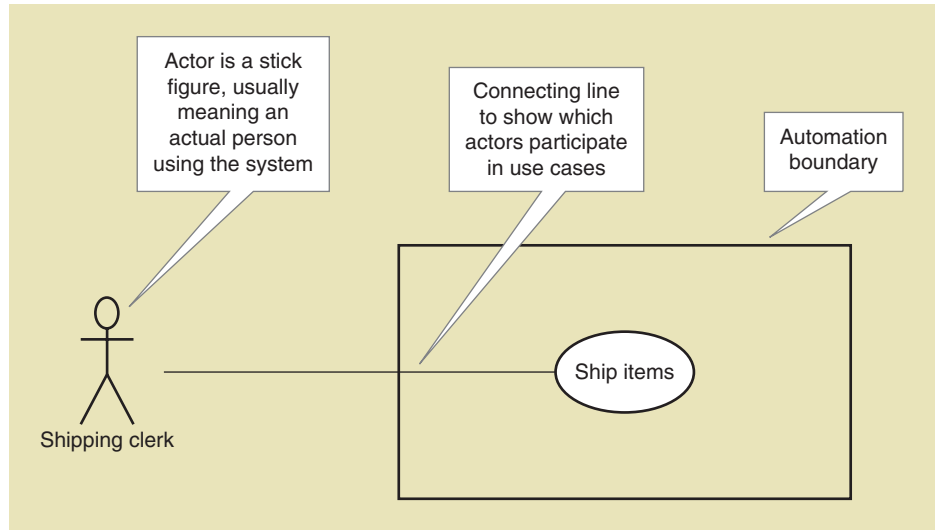 Actor is a stick
figure, usually
meaning an
actual person
using the system
Connecting line
to show which
actors participate
in use cases
Automation
boundary
Ship items
Shipping clerk